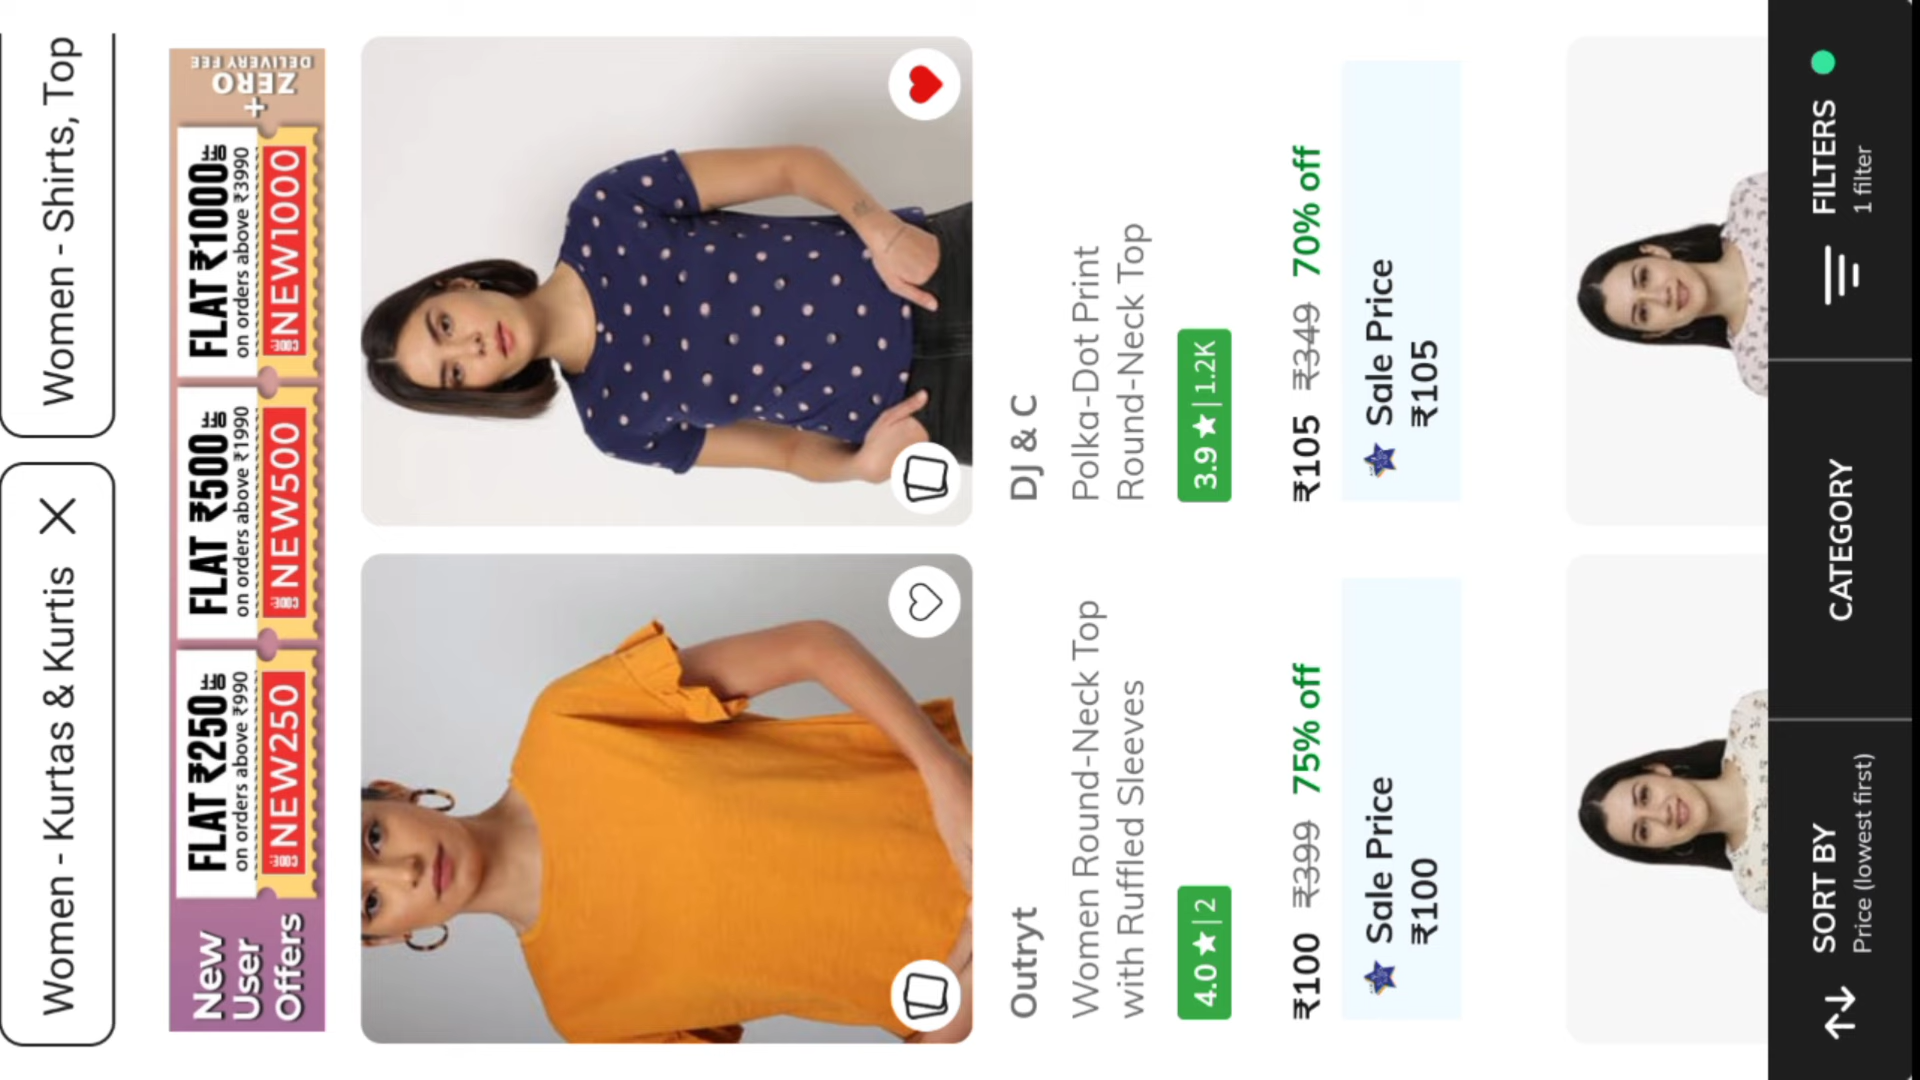 Women - Kurtas & Kurtis
Women - Shirts, Top
New
User
Offers
FLAT ₹250 OFF
on orders above ₹990
CODE: NEW250
FLAT ₹500 OFF
on orders above ₹1990
CODE: NEW500
FLAT ₹1000 OFF
on orders above ₹3990
CODE: NEW1000
+
ZERO
DELIVERY FEE
Outryt
Women Round-Neck Top
with Ruffled Sleeves
4.0 ★ | 2
₹100 ₹399 75% off
Sale Price
₹100
DJ & C
Polka-Dot Print
Round-Neck Top
3.9 ★ | 1.2K
₹105 ₹349 70% off
Sale Price
₹105
SORT BY
Price (lowest first)
CATEGORY
FILTERS
1 filter